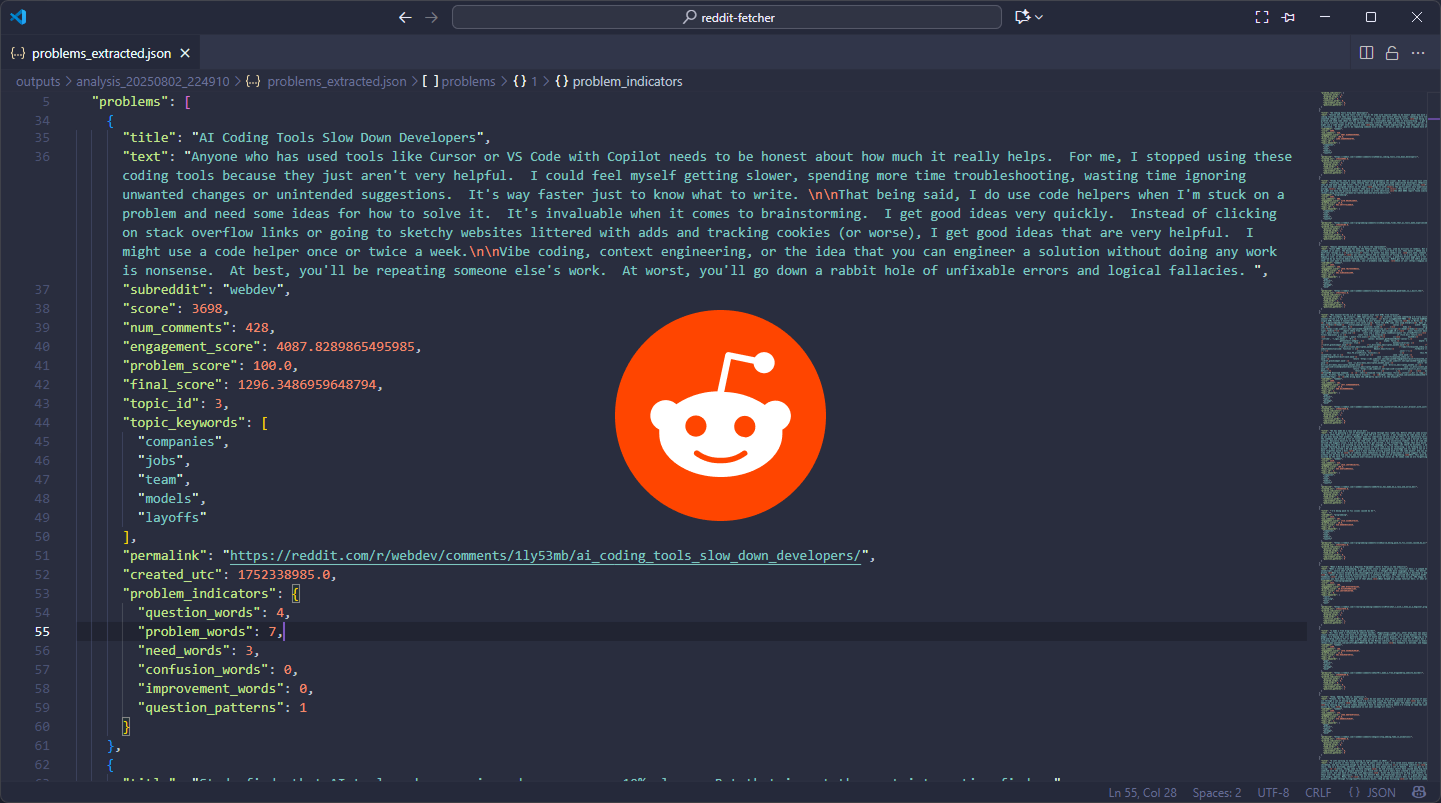 reddit-fetcher
{...} problems_extracted.json
outputs > analysis_20250802_224910 > {...} problems_extracted.json > [ ] problems > {} 1 > {} problem_indicators
5 "problems": [
34 {
35 "title": "AI Coding Tools Slow Down Developers",
36 "text": "Anyone who has used tools like Cursor or VS Code with Copilot needs to be honest about how much it really helps.  For me, I stopped using these
coding tools because they just aren't very helpful.  I could feel myself getting slower, spending more time troubleshooting, wasting time ignoring
unwanted changes or unintended suggestions.  It's way faster just to know what to write. \n\nThat being said, I do use code helpers when I'm stuck on a
problem and need some ideas for how to solve it.  It's invaluable when it comes to brainstorming.  I get good ideas very quickly.  Instead of clicking
on stack overflow links or going to sketchy websites littered with adds and tracking cookies (or worse), I get good ideas that are very helpful.  I
might use a code helper once or twice a week.\n\nVibe coding, context engineering, or the idea that you can engineer a solution without doing any work
is nonsense.  At best, you'll be repeating someone else's work.  At worst, you'll go down a rabbit hole of unfixable errors and logical fallacies. ",
37 "subreddit": "webdev",
38 "score": 3698,
39 "num_comments": 428,
40 "engagement_score": 4087.8289865495985,
41 "problem_score": 100.0,
42 "final_score": 1296.3486959648794,
43 "topic_id": 3,
44 "topic_keywords": [
45 "companies",
46 "jobs",
47 "team",
48 "models",
49 "layoffs"
50 ],
51 "permalink": "https://reddit.com/r/webdev/comments/1ly53mb/ai_coding_tools_slow_down_developers/",
52 "created_utc": 1752338985.0,
53 "problem_indicators": {
54 "question_words": 4,
55 "problem_words": 7,
56 "need_words": 3,
57 "confusion_words": 0,
58 "improvement_words": 0,
59 "question_patterns": 1
60 }
61 },
62 {
Ln 55, Col 28 Spaces: 2 UTF-8 CRLF {} JSON